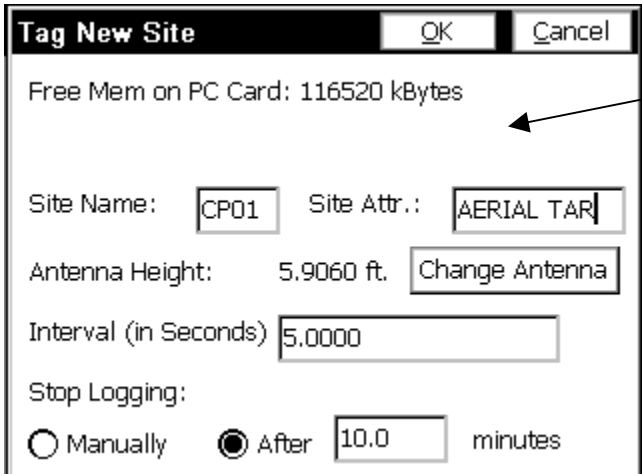 Tag New Site OK Cancel
Free Mem on PC Card: 116520 kBytes
Site Name: CP01 Site Attr.: AERIAL TAR
Antenna Height: 5.9060 ft. Change Antenna
Interval (in Seconds) 5.0000
Stop Logging:
Manually After 10.0 minutes